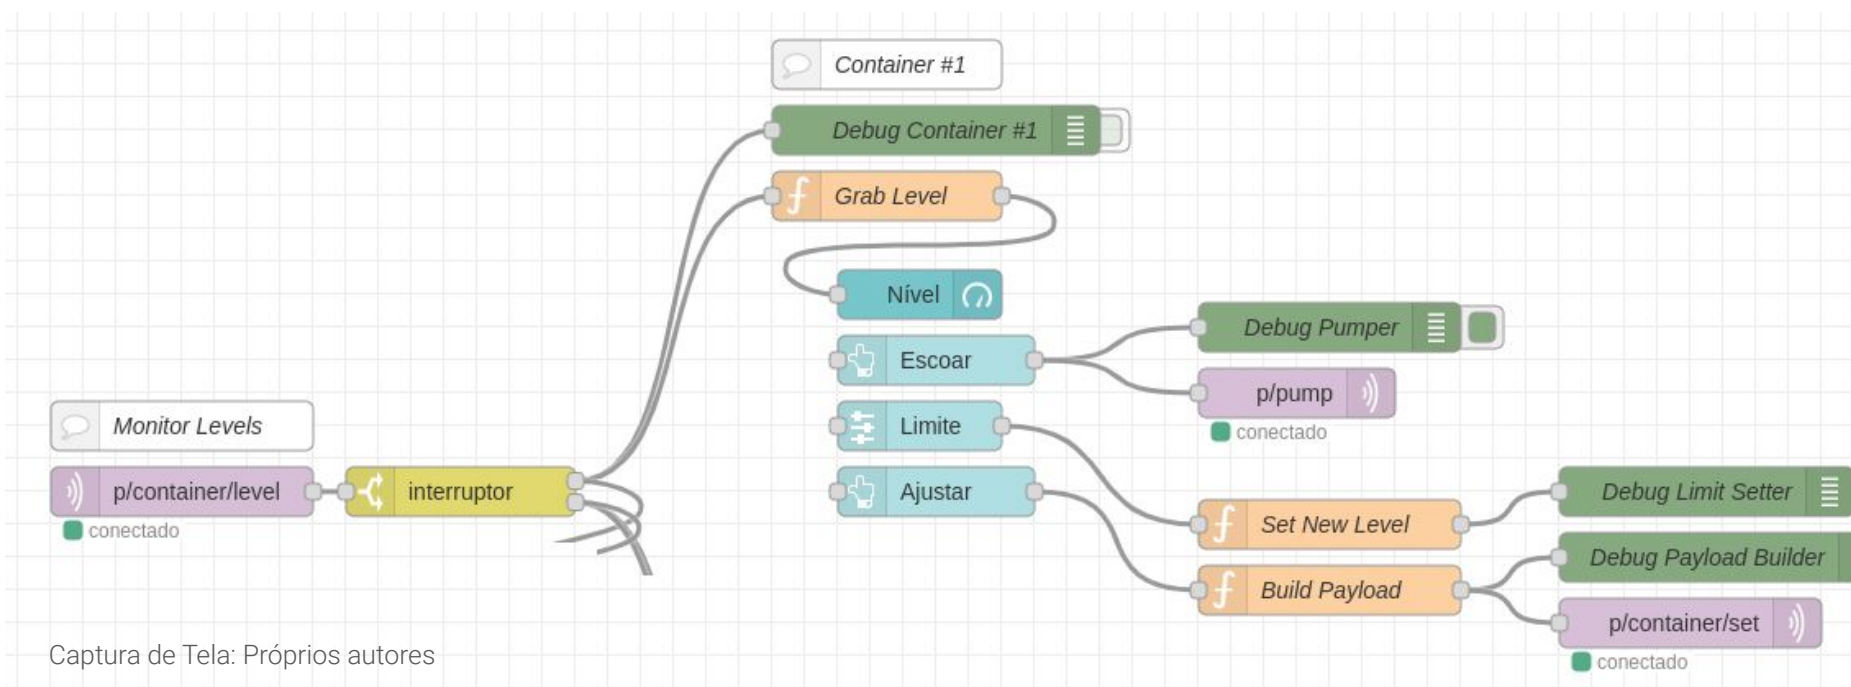 Container #1
Debug Container #1
Grab Level
Nível
Debug Pumper
Escoar
p/pump
conectado
Monitor Levels
Limite
p/container/level
interruptor
Ajustar
conectado
Debug Limit Setter
Set New Level
Debug Payload Builder
Build Payload
p/container/set
conectado
Captura de Tela: Próprios autores